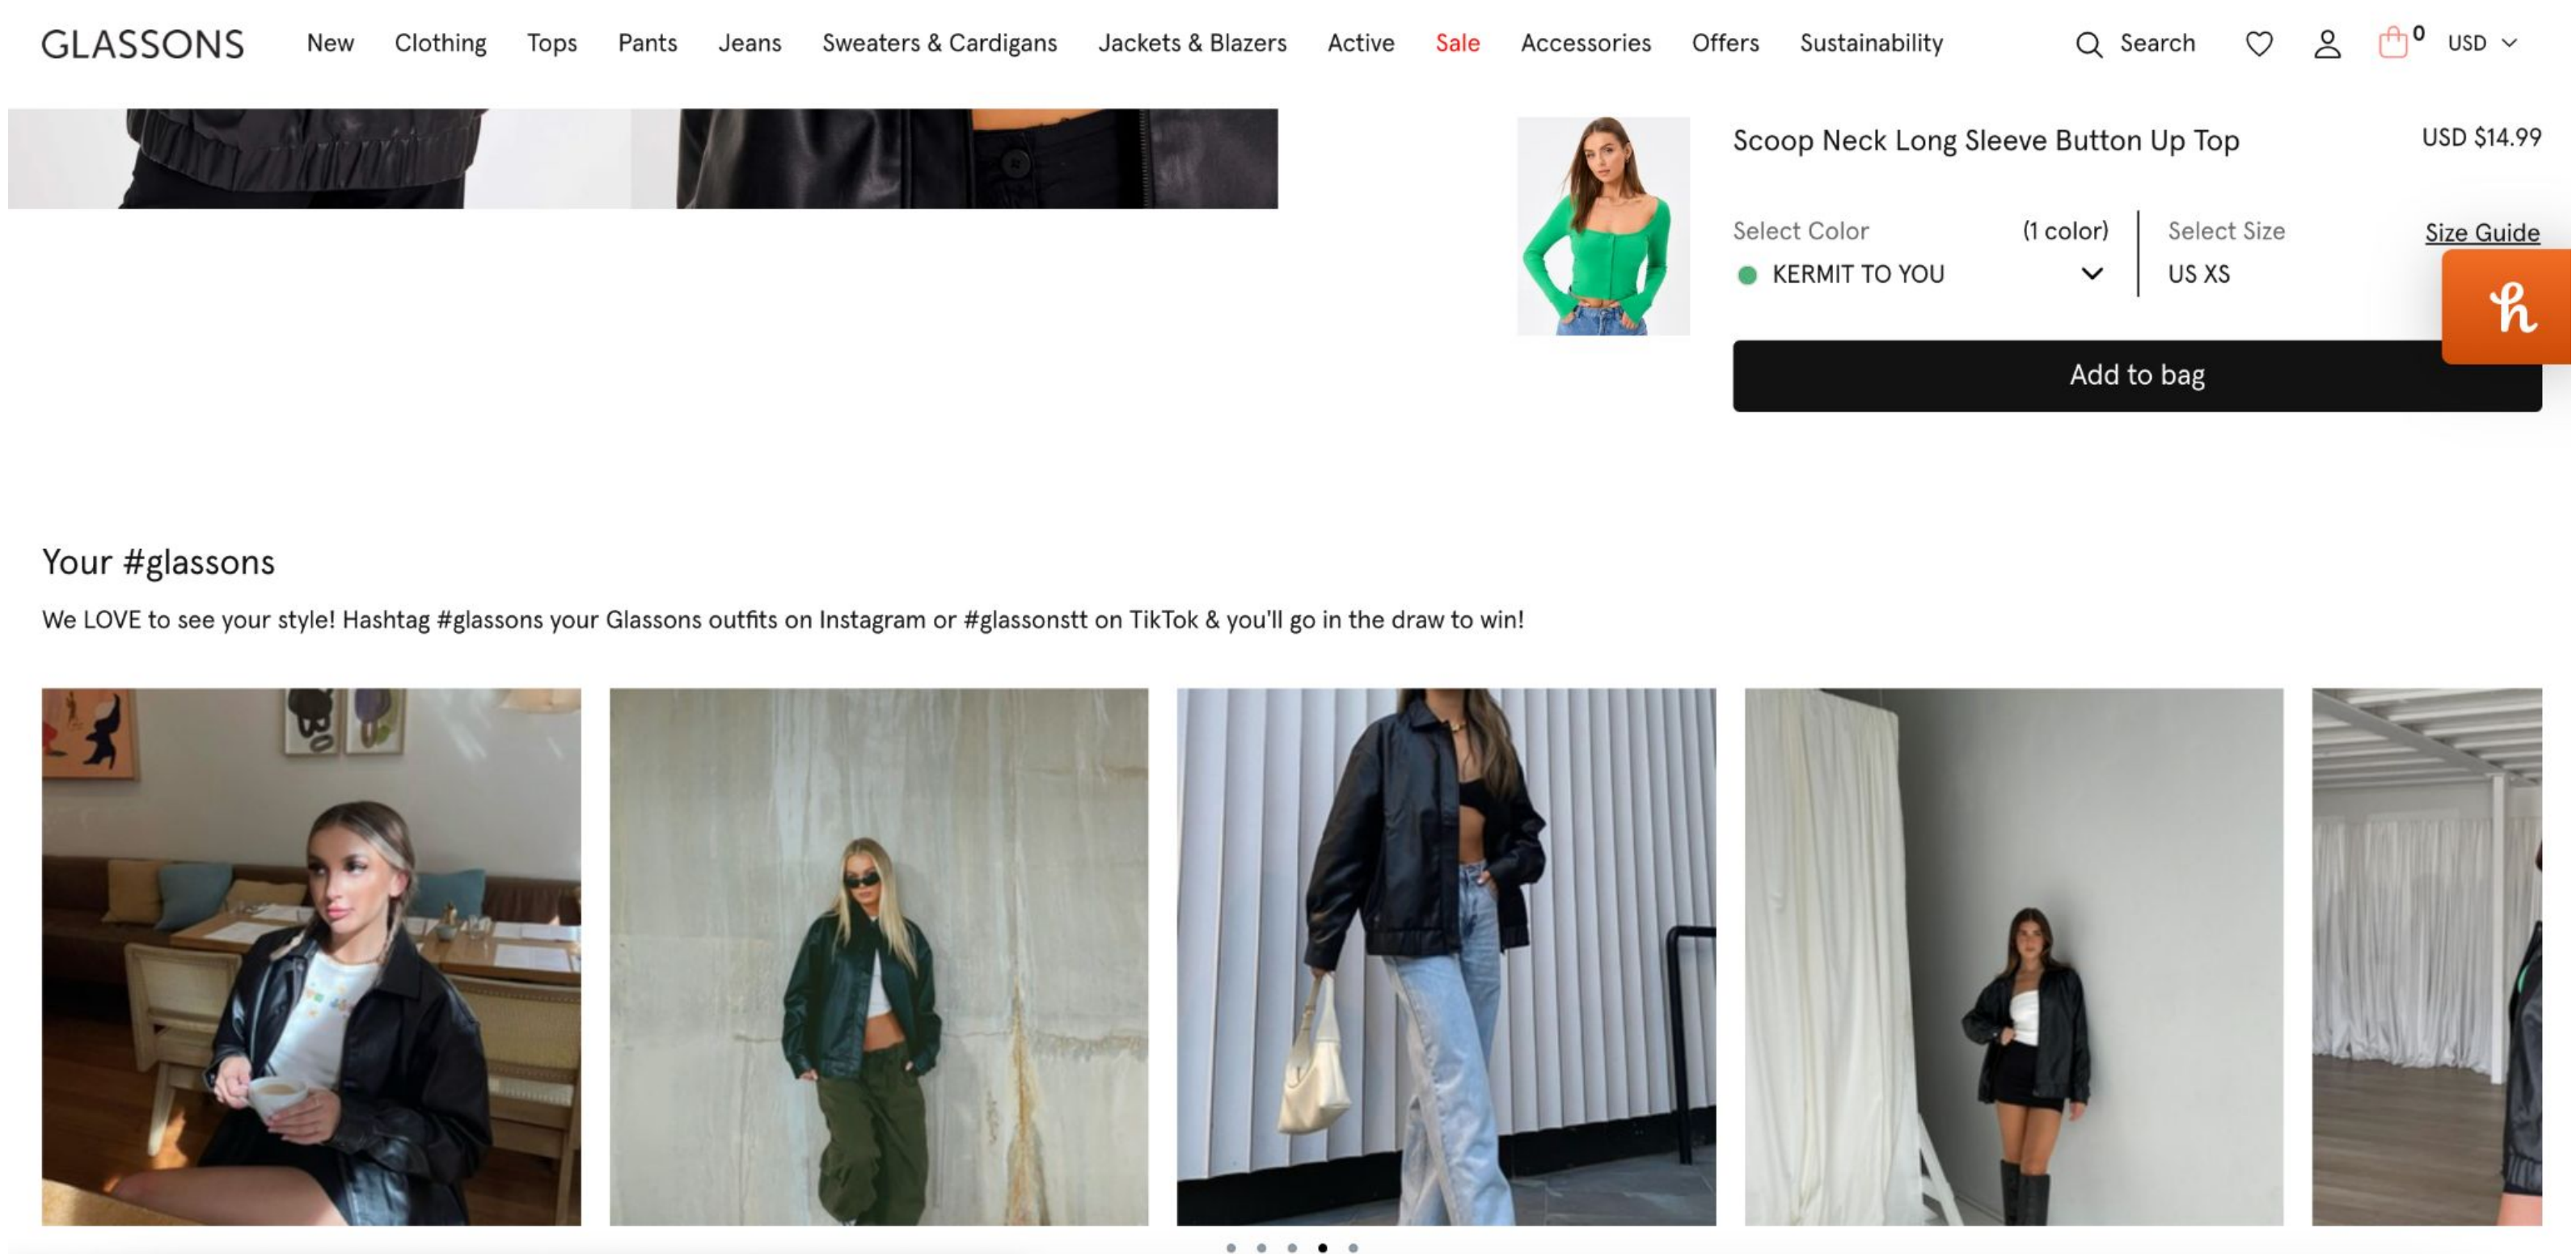 GLASSONS New Clothing Tops Pants Jeans Sweaters & Cardigans Jackets & Blazers Active Sale Accessories Offers Sustainability Search 0 USD
Scoop Neck Long Sleeve Button Up Top USD $14.99
Select Color (1 color) Select Size Size Guide
KERMIT TO YOU US XS
h
Add to bag
Your #glassons
We LOVE to see your style! Hashtag #glassons your Glassons outfits on Instagram or #glassonstt on TikTok & you'll go in the draw to win!